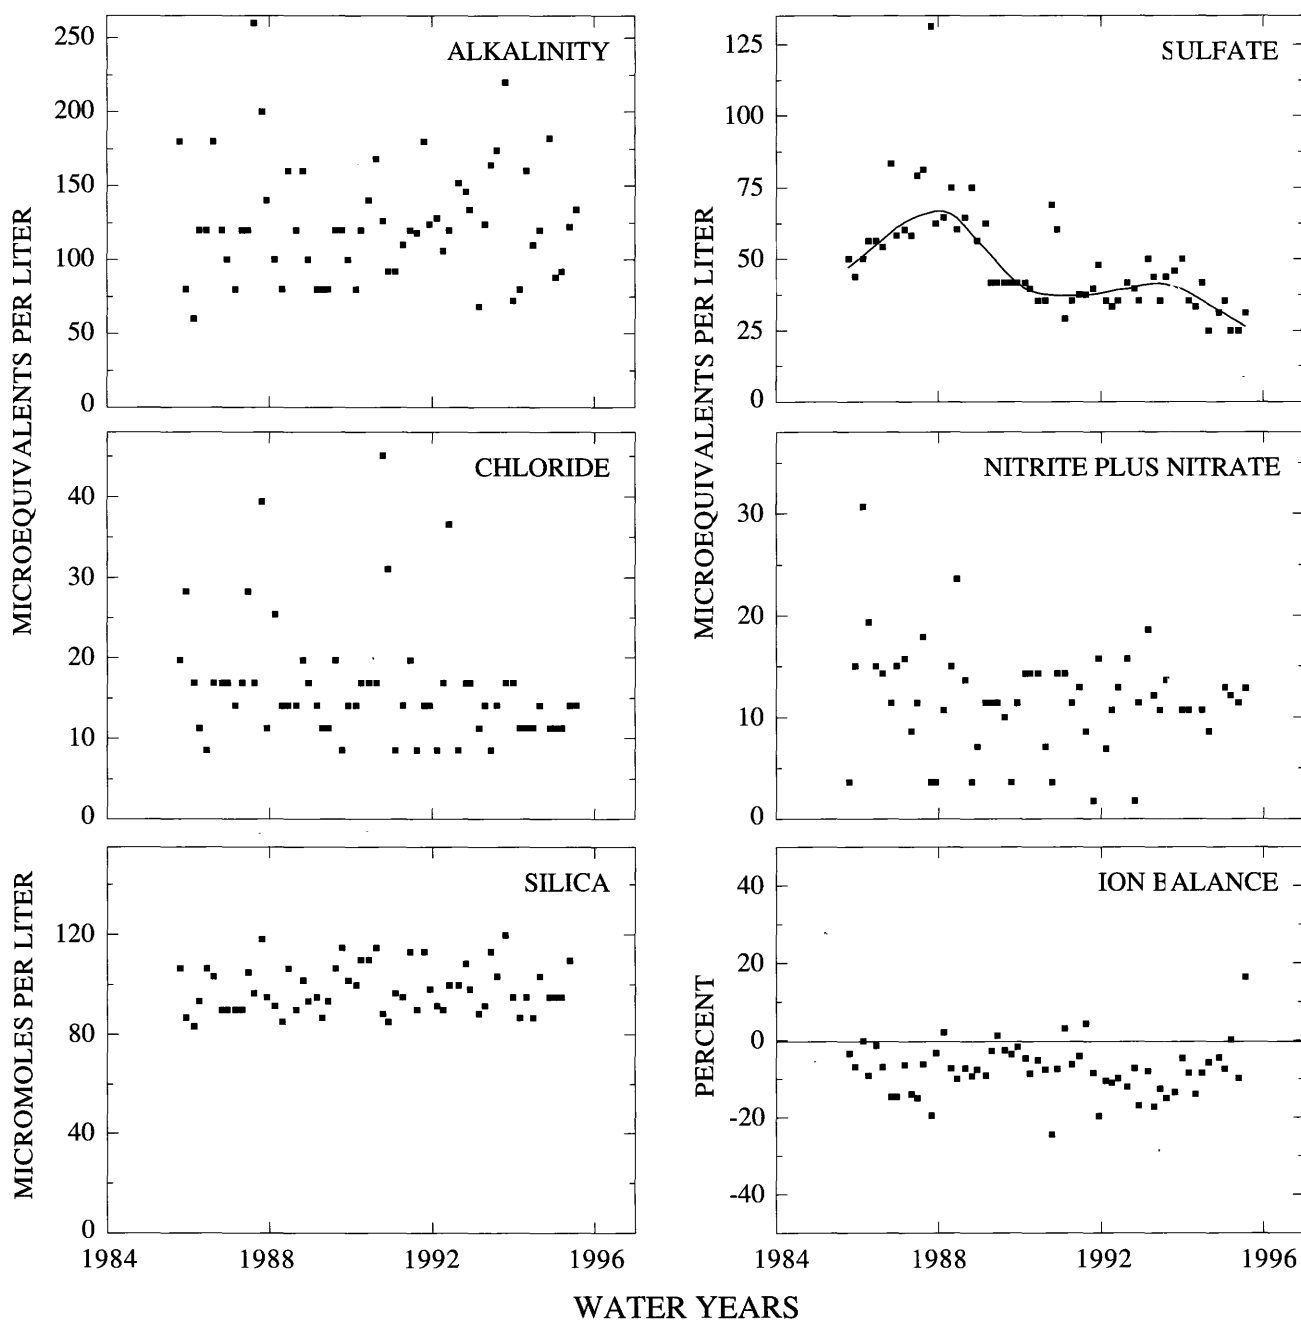 ALKALINITY
250
200
150
100
50
0
MICROEQUIVALENTS PER LITER
SULFATE
125
100
75
50
25
0
MICROEQUIVALENTS PER LITER
CHLORIDE
40
30
20
10
0
NITRITE PLUS NITRATE
30
20
10
0
SILICA
120
80
40
0
MICROMOLES PER LITER
1984 1988 1992 1996
ION BALANCE
40
20
0
-20
-40
PERCENT
1984 1988 1992 1996
WATER YEARS